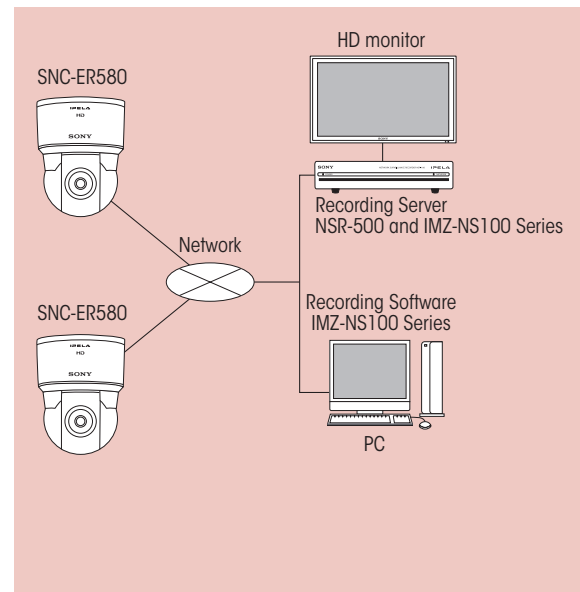 HD monitor
SNC-ER580
IPELA
HD
SONY
SONY
SONY
IPELA
Recording Server
NSR-500 and IMZ-NS100 Series
Network
SNC-ER580
IPELA
HD
SONY
Recording Software
IMZ-NS100 Series
PC